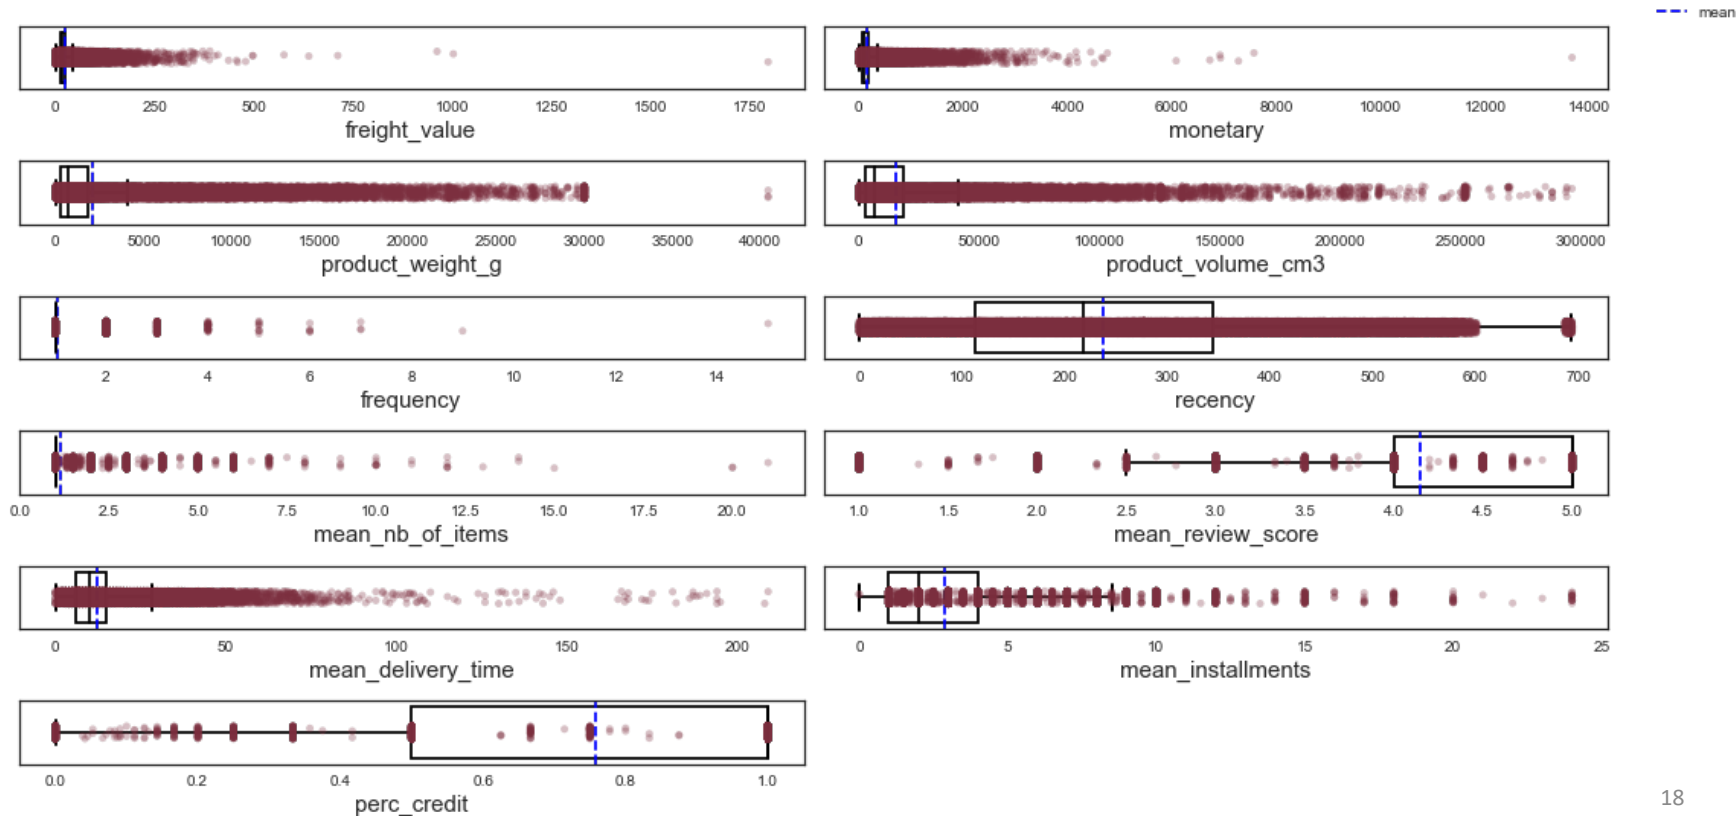 mean
0 250 500 750 1000 1250 1500 1750
freight_value
0 2000 4000 6000 8000 10000 12000 14000
monetary
0 5000 10000 15000 20000 25000 30000 35000 40000
product_weight_g
0 50000 100000 150000 200000 250000 300000
product_volume_cm3
2 4 6 8 10 12 14
frequency
0 100 200 300 400 500 600 700
recency
0.0 2.5 5.0 7.5 10.0 12.5 15.0 17.5 20.0
mean_nb_of_items
1.0 1.5 2.0 2.5 3.0 3.5 4.0 4.5 5.0
mean_review_score
0 50 100 150 200
mean_delivery_time
0 5 10 15 20 25
mean_installments
0.0 0.2 0.4 0.6 0.8 1.0
perc_credit
18